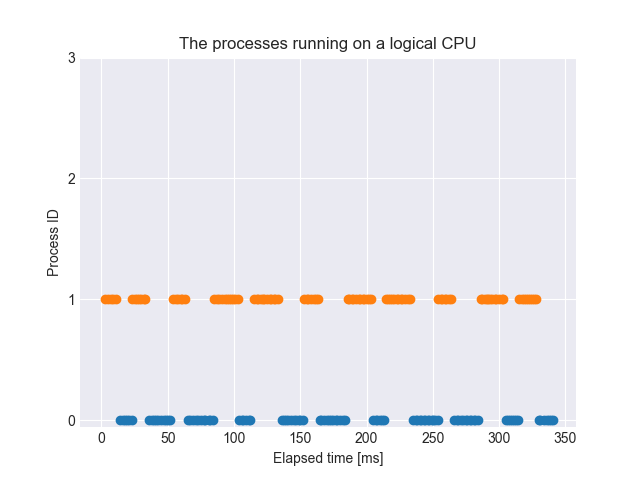 The processes running on a logical CPU
3
2
1
0
Process ID
0 50 100 150 200 250 300 350
Elapsed time [ms]